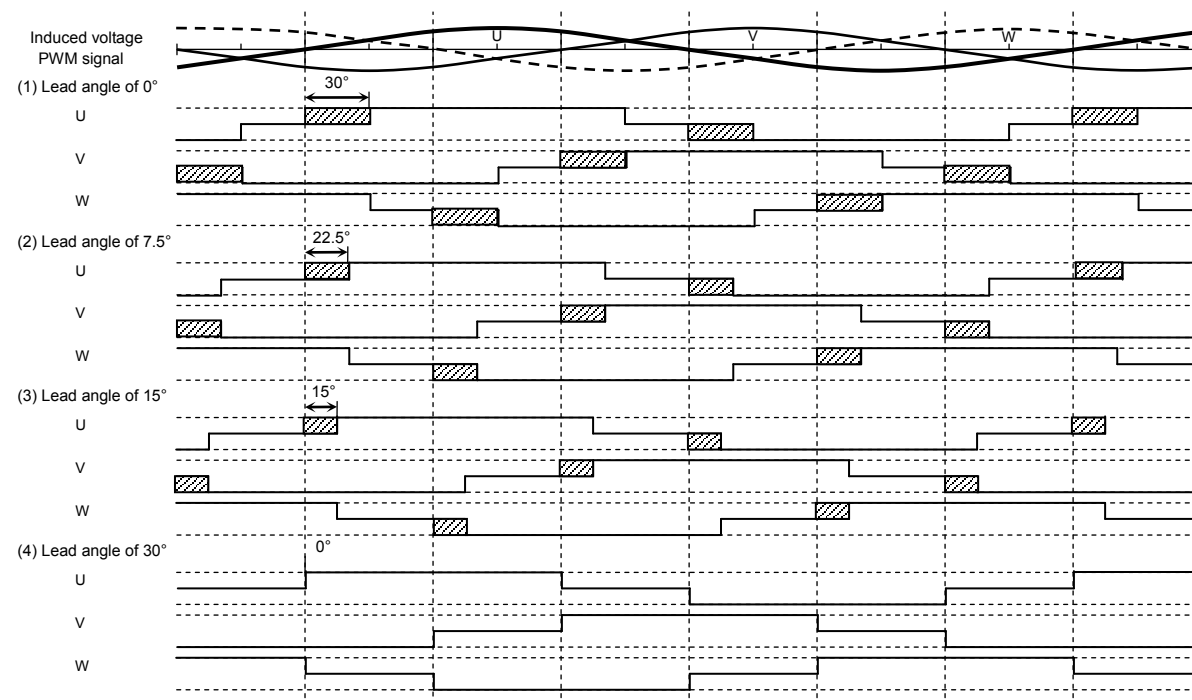 Induced voltage
PWM signal
U
V
W
(1) Lead angle of 0°
30°
U
V
W
(2) Lead angle of 7.5°
22.5°
U
V
W
(3) Lead angle of 15°
15°
U
V
W
(4) Lead angle of 30°
0°
U
V
W